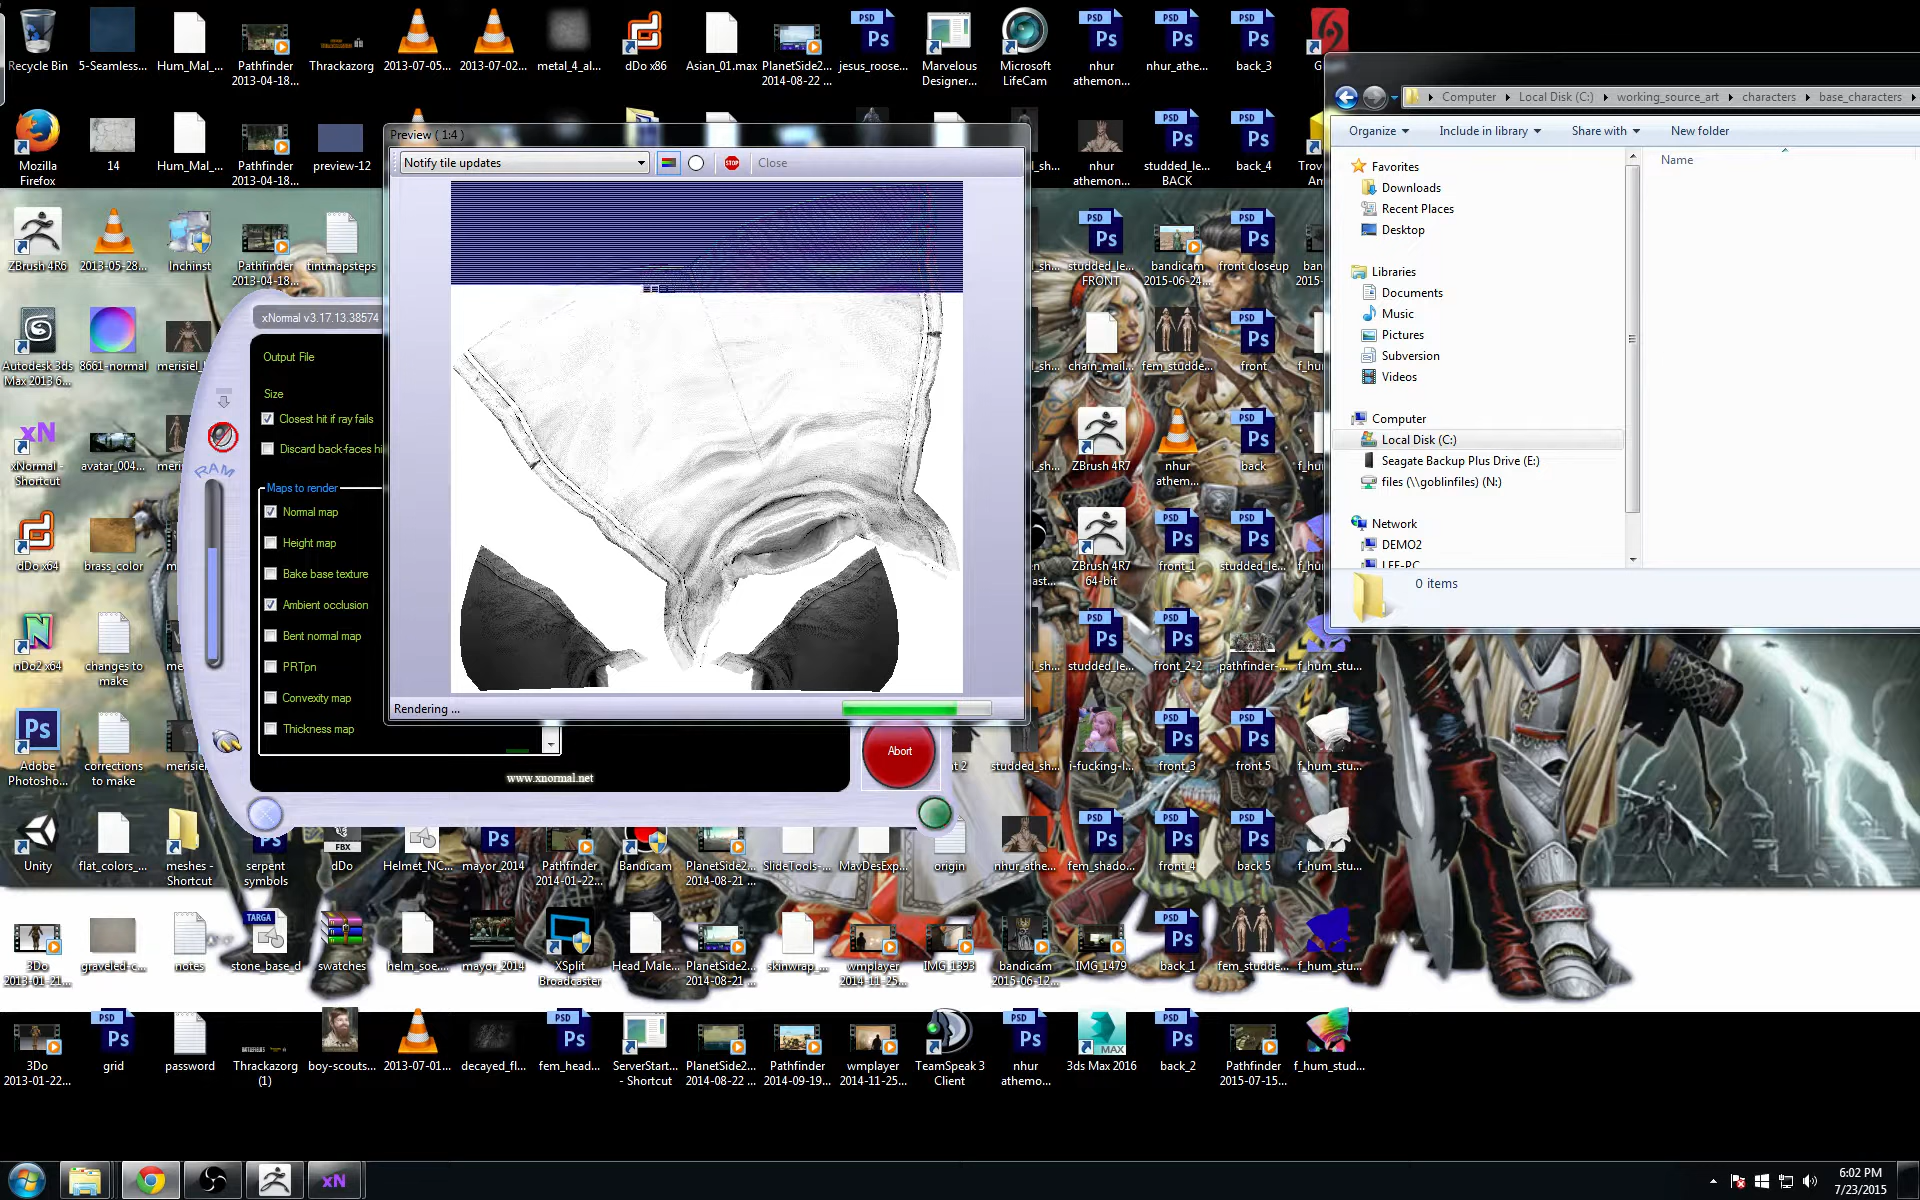 Recycle Bin
5-Seamless...
Hum_Mal_...
Pathfinder
2013-04-18...
Thrackazorg
2013-07-05...
2013-07-02...
metal_4_al...
dDo x86
Asian_01.max
PlanetSide2...
2014-08-22 ...
jesus_roose...
Marvelous
Designer...
Microsoft
LifeCam
nhur
athemon...
nhur_athe...
back_3
Mozilla
Firefox
14
Hum_Mal_...
Pathfinder
2013-04-18...
preview-12
nhur
athemon...
studded_le...
BACK
back_4
Preview ( 1:4 )
Notify tile updates
STOP
Close
Computer
Local Disk (C:)
working_source_art
characters
base_characters
Organize
Include in library
Share with
New folder
Favorites
Downloads
Recent Places
Desktop
Libraries
Documents
Music
Pictures
Subversion
Videos
Computer
Local Disk (C:)
Seagate Backup Plus Drive (E:)
files (\\goblinfiles) (N:)
Network
DEMO2
LEE-PC
Name
0 items
ZBrush 4R6
2013-05-28...
Inchinst
Pathfinder
2013-04-18...
tintmapsteps
studded_le...
FRONT
bandicam
2015-06-24...
front closeup
Autodesk 3ds
Max 2013 6...
8661-normal
chain_mail...
fem_studde...
front
xNormal -
Shortcut
avatar_004...
ZBrush 4R7
nhur
athem...
back
dDo x64
brass_color
ZBrush 4R7
64-bit
front_1
studded_le...
nDo2 x64
changes to
make
studded_le...
front_2-2
pathfinder-...
f_hum_stu...
Adobe
Photosho...
corrections
to make
studded_sh...
i-fucking-l...
front_3
front 5
f_hum_stu...
xNormal v3.17.13.38574
Output File
Size
Closest hit if ray fails
Discard back-faces hi
RAM
Maps to render
Normal map
Height map
Bake base texture
Ambient occlusion
Bent normal map
PRTpn
Convexity map
Thickness map
Rendering ...
www.xnormal.net
Abort
Unity
flat_colors_...
meshes -
Shortcut
serpent
symbols
FBX
dDo
Helmet_NC...
mayor_2014
Pathfinder
2014-01-22...
Bandicam
PlanetSide2...
2014-08-21 ...
SlideTools-...
MavDesExp...
origin
nhur_athe...
fem_shado...
front_4
back 5
f_hum_stu...
3Do
2013-01-21...
graveled-c...
notes
TARGA
stone_base_d
swatches
helm_soe....
mayor_2014
XSplit
Broadcaster
Head_Male...
PlanetSide2...
2014-08-21 ...
skinwrap_...
wmplayer
2014-11-25...
IMG_1393
bandicam
2015-06-12...
IMG_1479
back_1
fem_studde...
f_hum_stu...
3Do
2013-01-22...
grid
password
Thrackazorg
(1)
boy-scouts...
2013-07-01...
decayed_fl...
fem_head...
ServerStart...
- Shortcut
PlanetSide2...
2014-08-22 ...
Pathfinder
2014-09-19...
wmplayer
2014-11-25...
TeamSpeak 3
Client
nhur
athemo...
3ds Max 2016
back_2
Pathfinder
2015-07-15...
f_hum_stud...
6:02 PM
7/23/2015